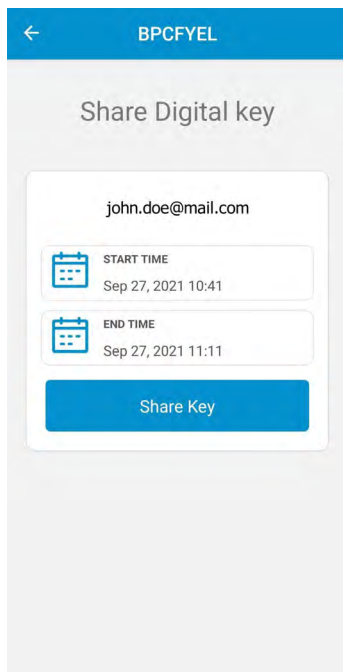 BPCFYEL
Share Digital key
john.doe@mail.com
START TIME
Sep 27, 2021 10:41
END TIME
Sep 27, 2021 11:11
Share Key